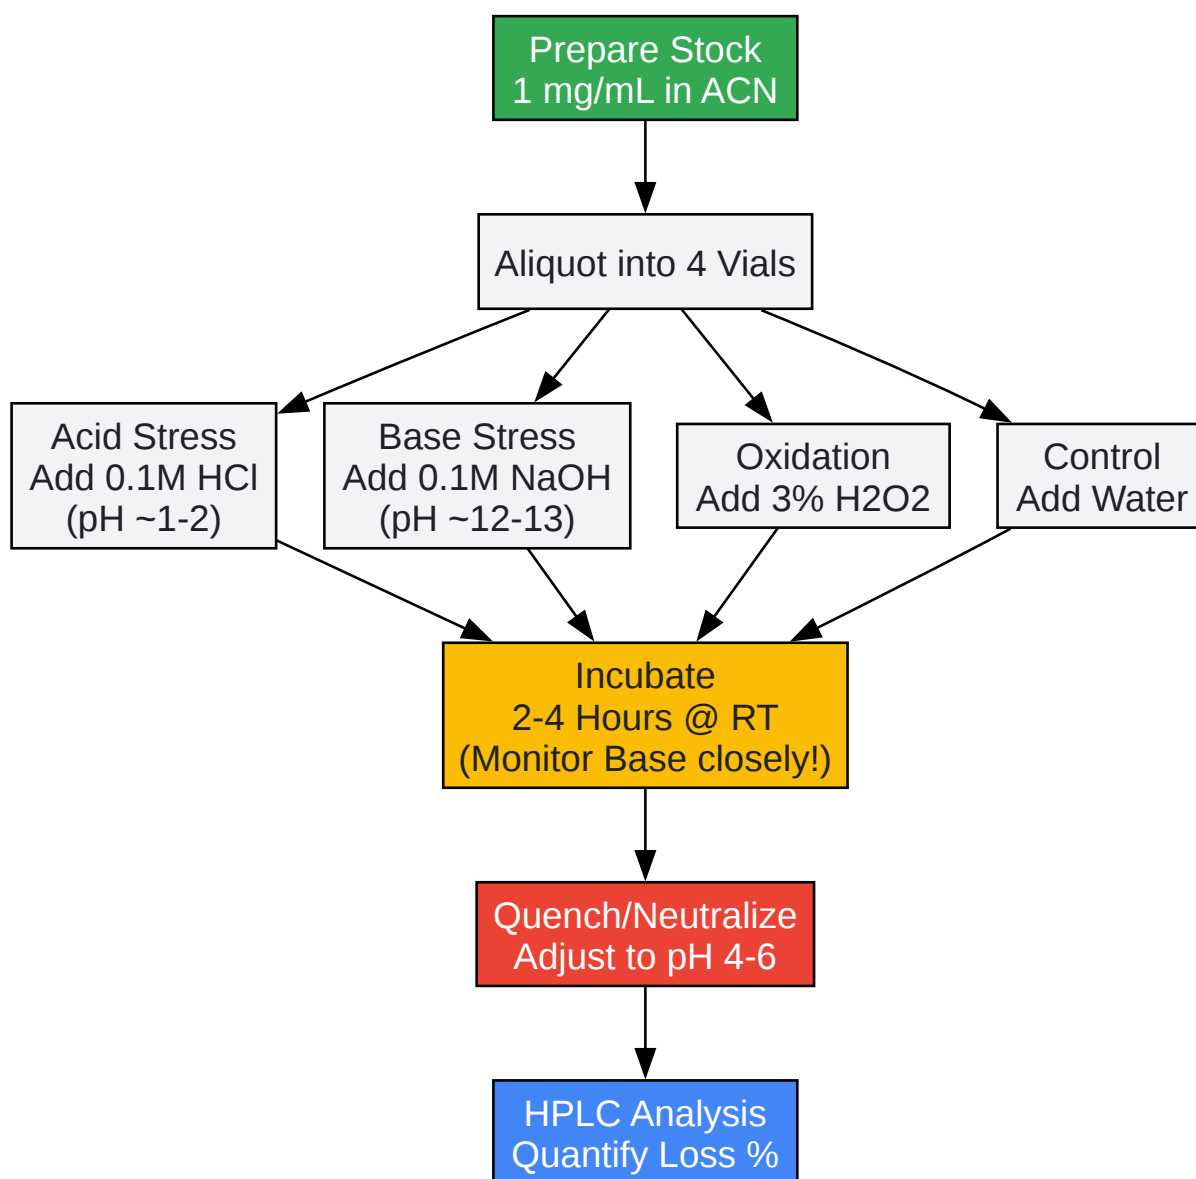 Prepare Stock
1 mg/mL in ACN
Aliquot into 4 Vials
Acid Stress
Add 0.1M HCl
(pH ~1-2)
Base Stress
Add 0.1M NaOH
(pH ~12-13)
Oxidation
Add 3% H2O2
Control
Add Water
Incubate
2-4 Hours @ RT
(Monitor Base closely!)
Quench/Neutralize
Adjust to pH 4-6
HPLC Analysis
Quantify Loss %